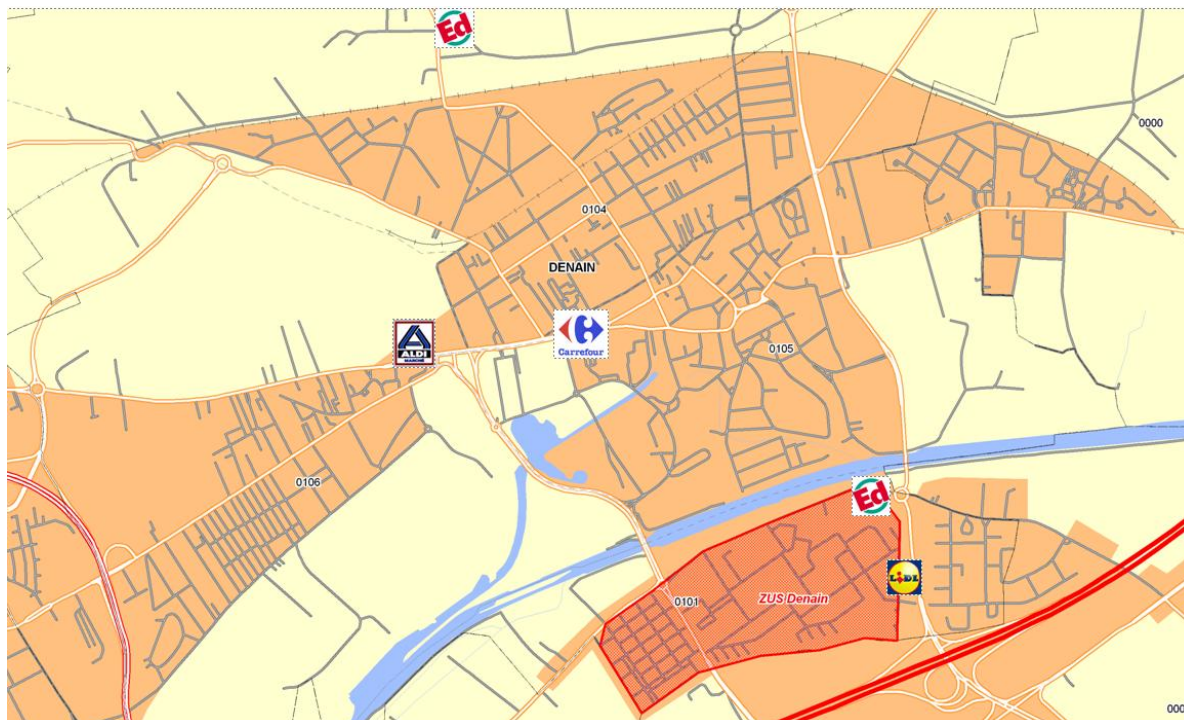 Ed
0000
0104
DENAIN
ALDI
MARCHÉ
Carrefour
0105
0106
Ed
LiDL
ZUS Denain
0101
000